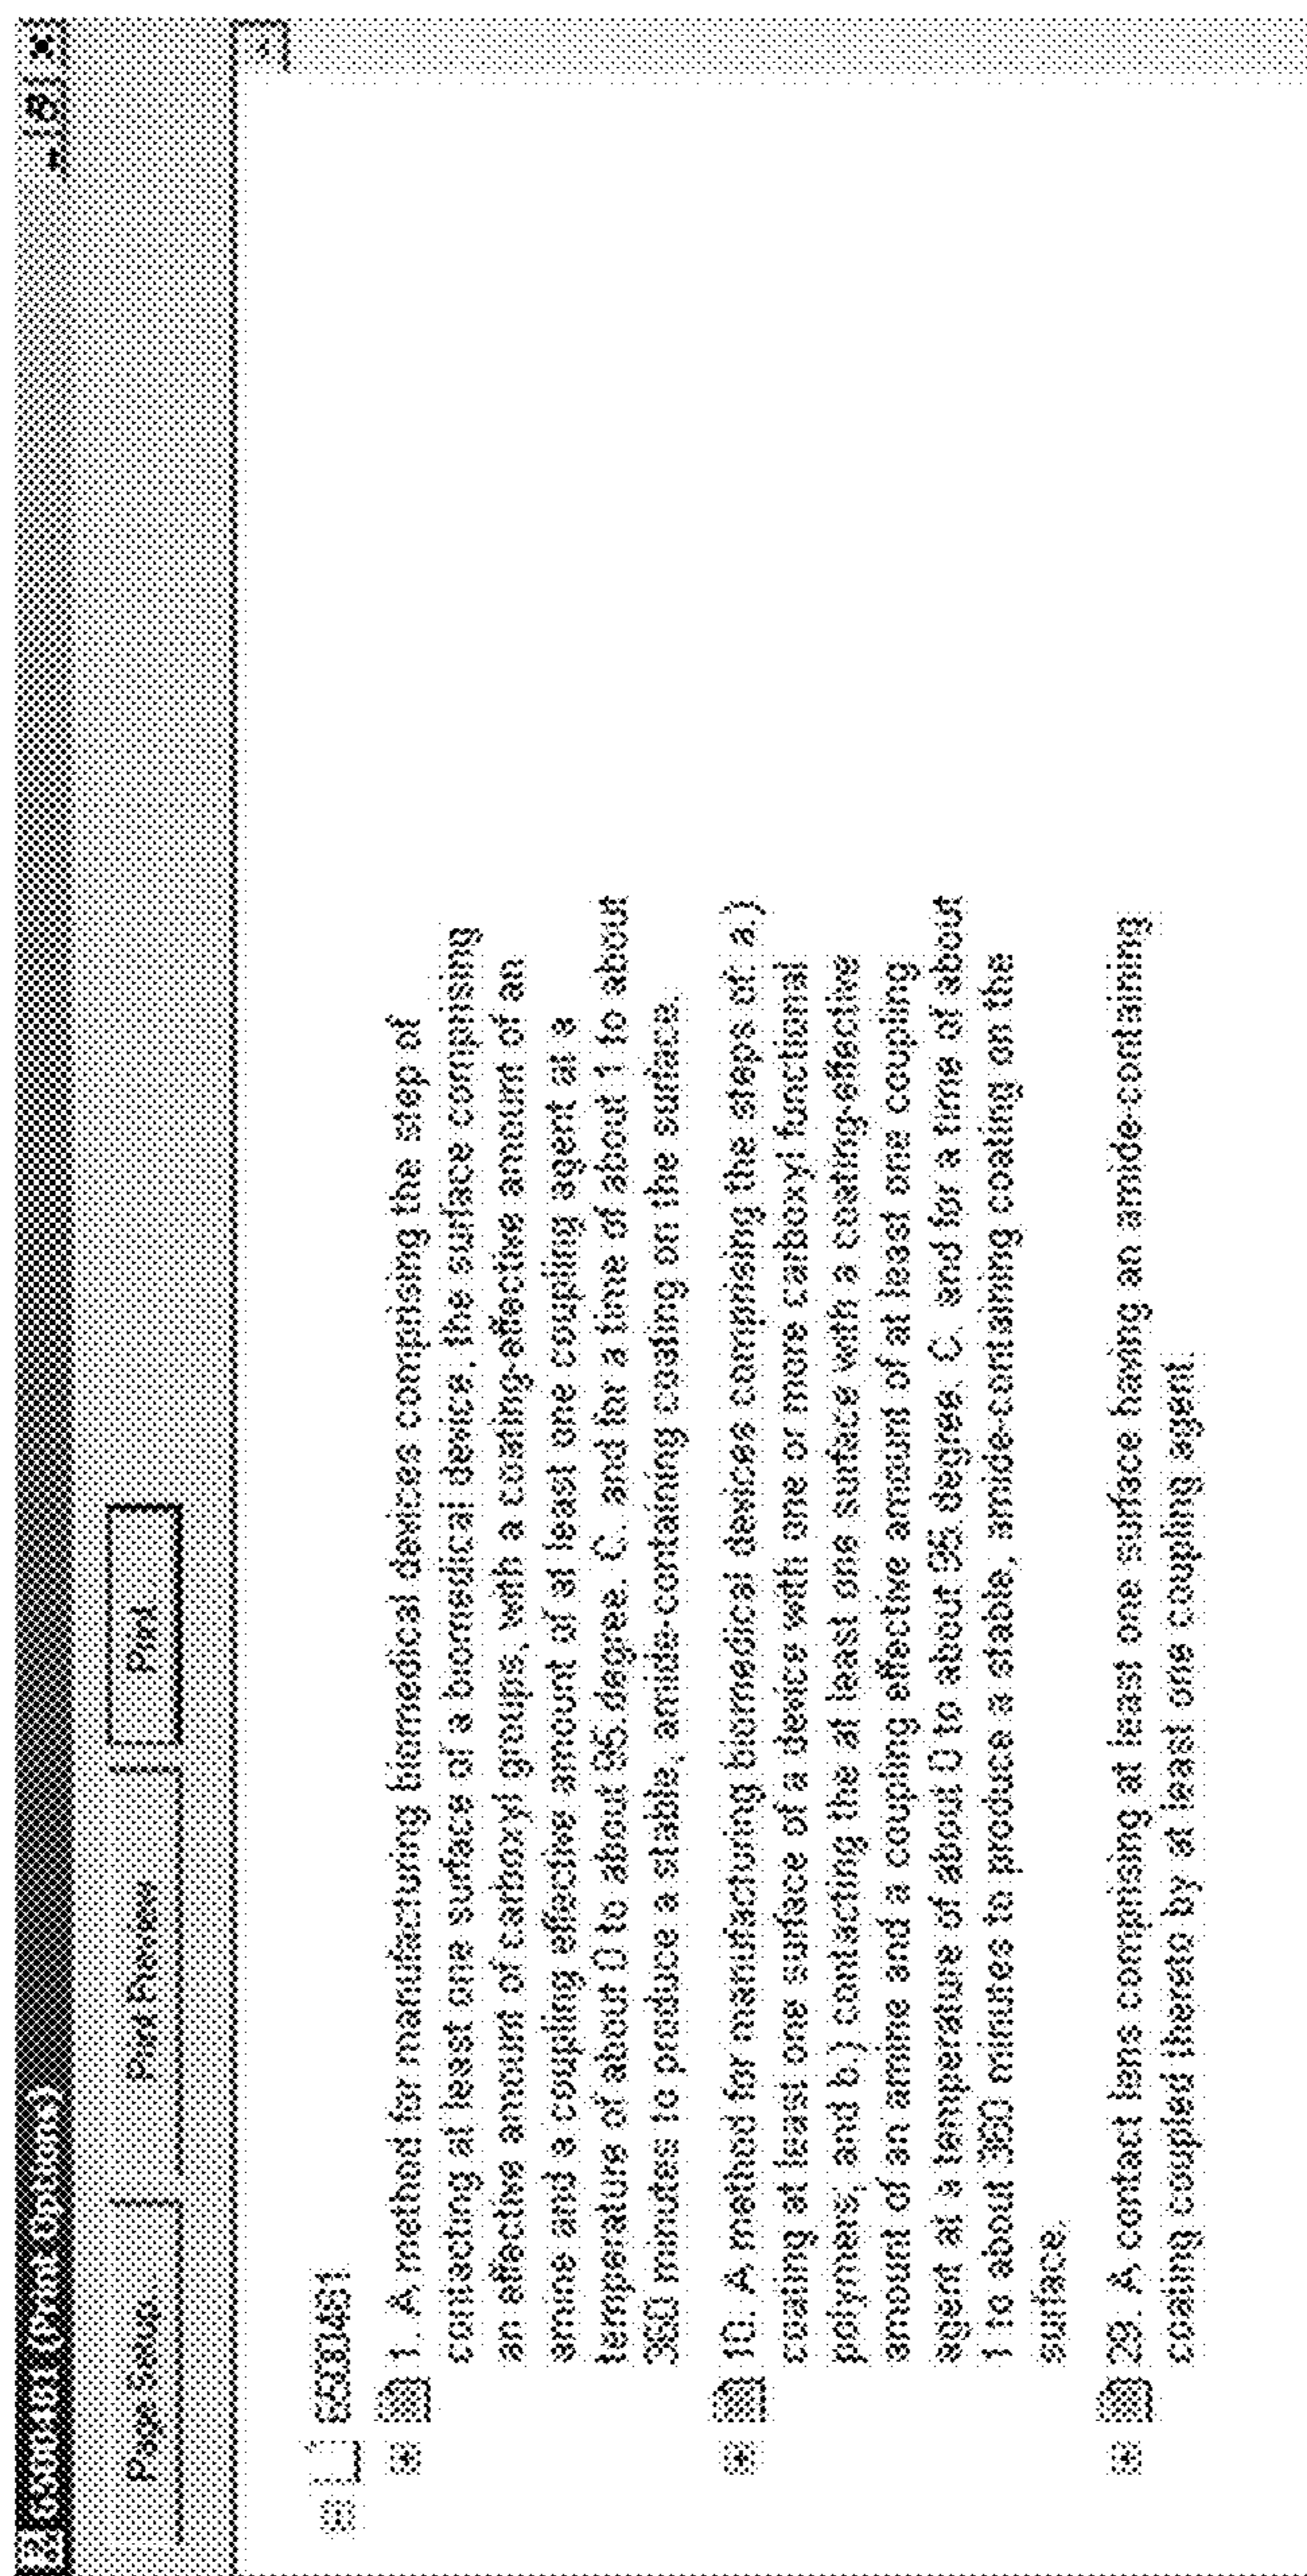 Page Setup Print Preview Print
1. A method for manufacturing biomedical devices comprising the step of
contacting at least one surface of a biomedical device, the surface comprising
an effective amount of carboxyl groups, with a coating-effective amount of an
amine and a coupling effective amount of at least one coupling agent at a
temperature of about 0 to about 95.degree. C. and for a time of about 1 to about
360 minutes to produce a stable, amide-containing coating on the surface.
10. A method for manufacturing biomedical devices comprising the steps of: a.)
coating at least one surface of a device with one or more carboxyl functional
polymers; and b.) contacting the at least one surface with a coating-effective
amount of an amine and a coupling effective amount of at least one coupling
agent at a temperature of about 0 to about 95.degree. C. and for a time of about
1 to about 360 minutes to produce a stable, amide-containing coating on the
surface.
29. A contact lens comprising at least one surface having an amide-containing
coating coupled thereto by at least one coupling agent